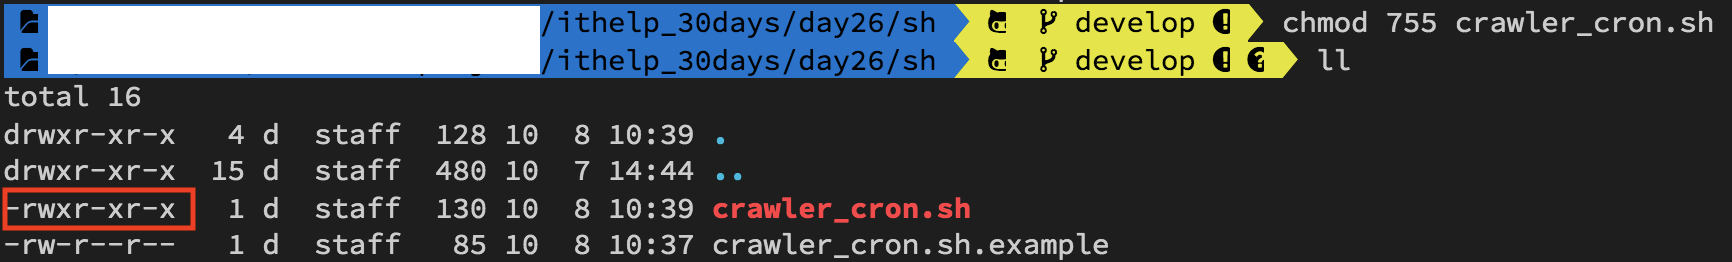 /ithelp_30days/day26/sh develop chmod 755 crawler_cron.sh
/ithelp_30days/day26/sh develop ll
total 16
drwxr-xr-x 4 d staff 128 10 8 10:39 .
drwxr-xr-x 15 d staff 480 10 7 14:44 ..
-rwxr-xr-x 1 d staff 130 10 8 10:39 crawler_cron.sh
-rw-r--r-- 1 d staff 85 10 8 10:37 crawler_cron.sh.example